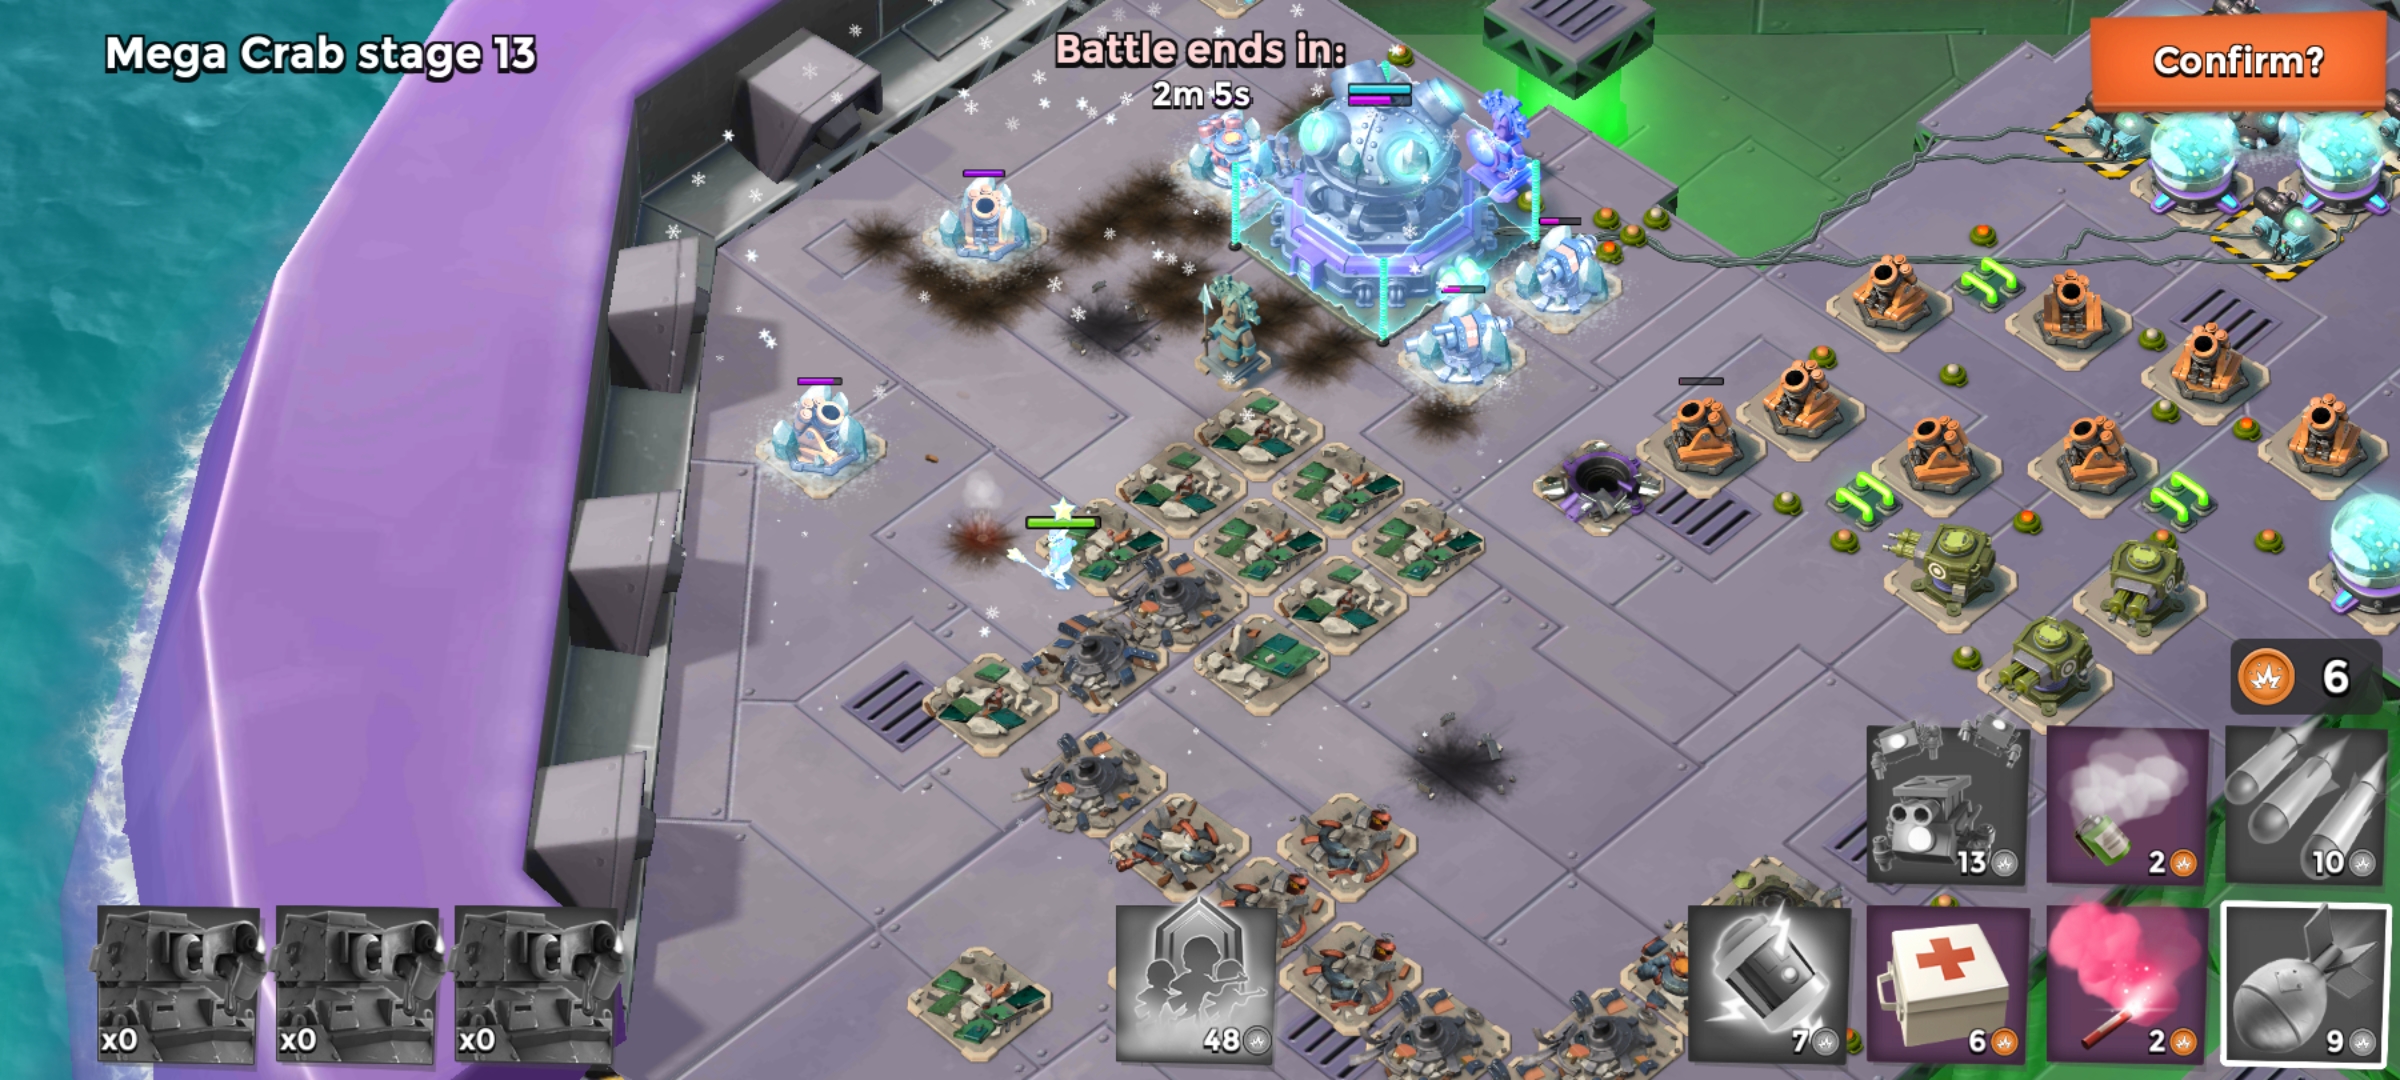 Mega Crab stage 13
Battle ends in:
2m 5s
Confirm?
6
13
2
10
x0
x0
x0
48
7
6
2
9